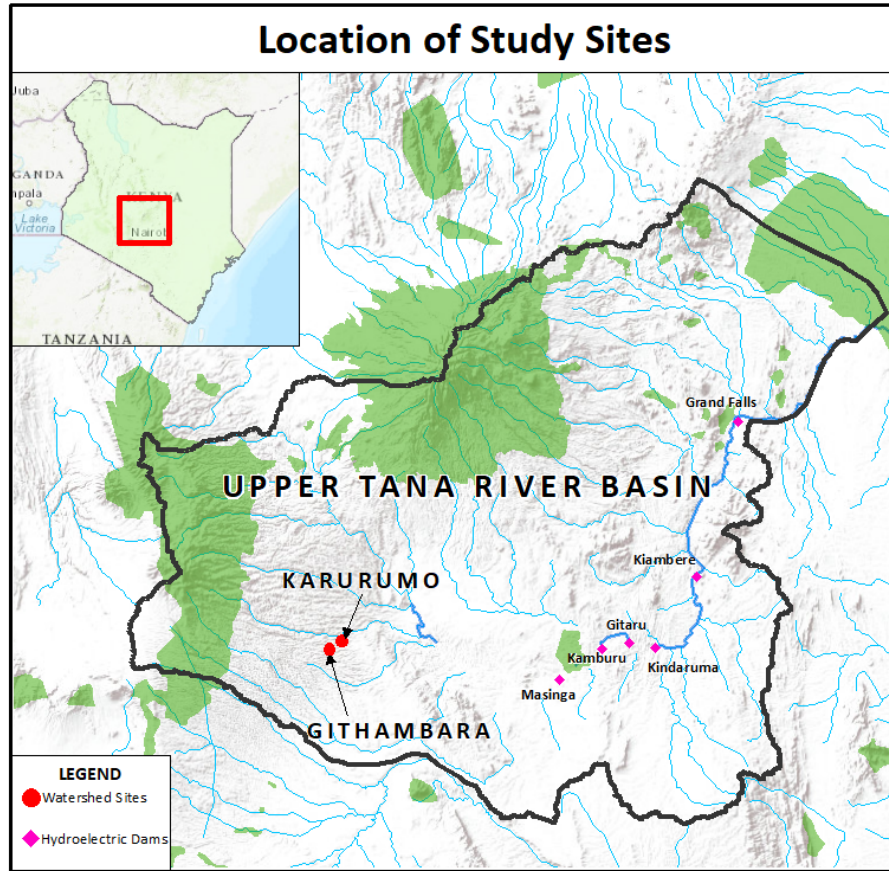 Location of Study Sites
Juba
GANDA
mpala
Lake
Victoria
KENYA
Nairobi
TANZANIA
Grand Falls
UPPER TANA RIVER BASIN
Kiambere
KARURUMO
Gitaru
Kamburu
Kindaruma
Masinga
GITHAMBARA
LEGEND
Watershed Sites
Hydroelectric Dams